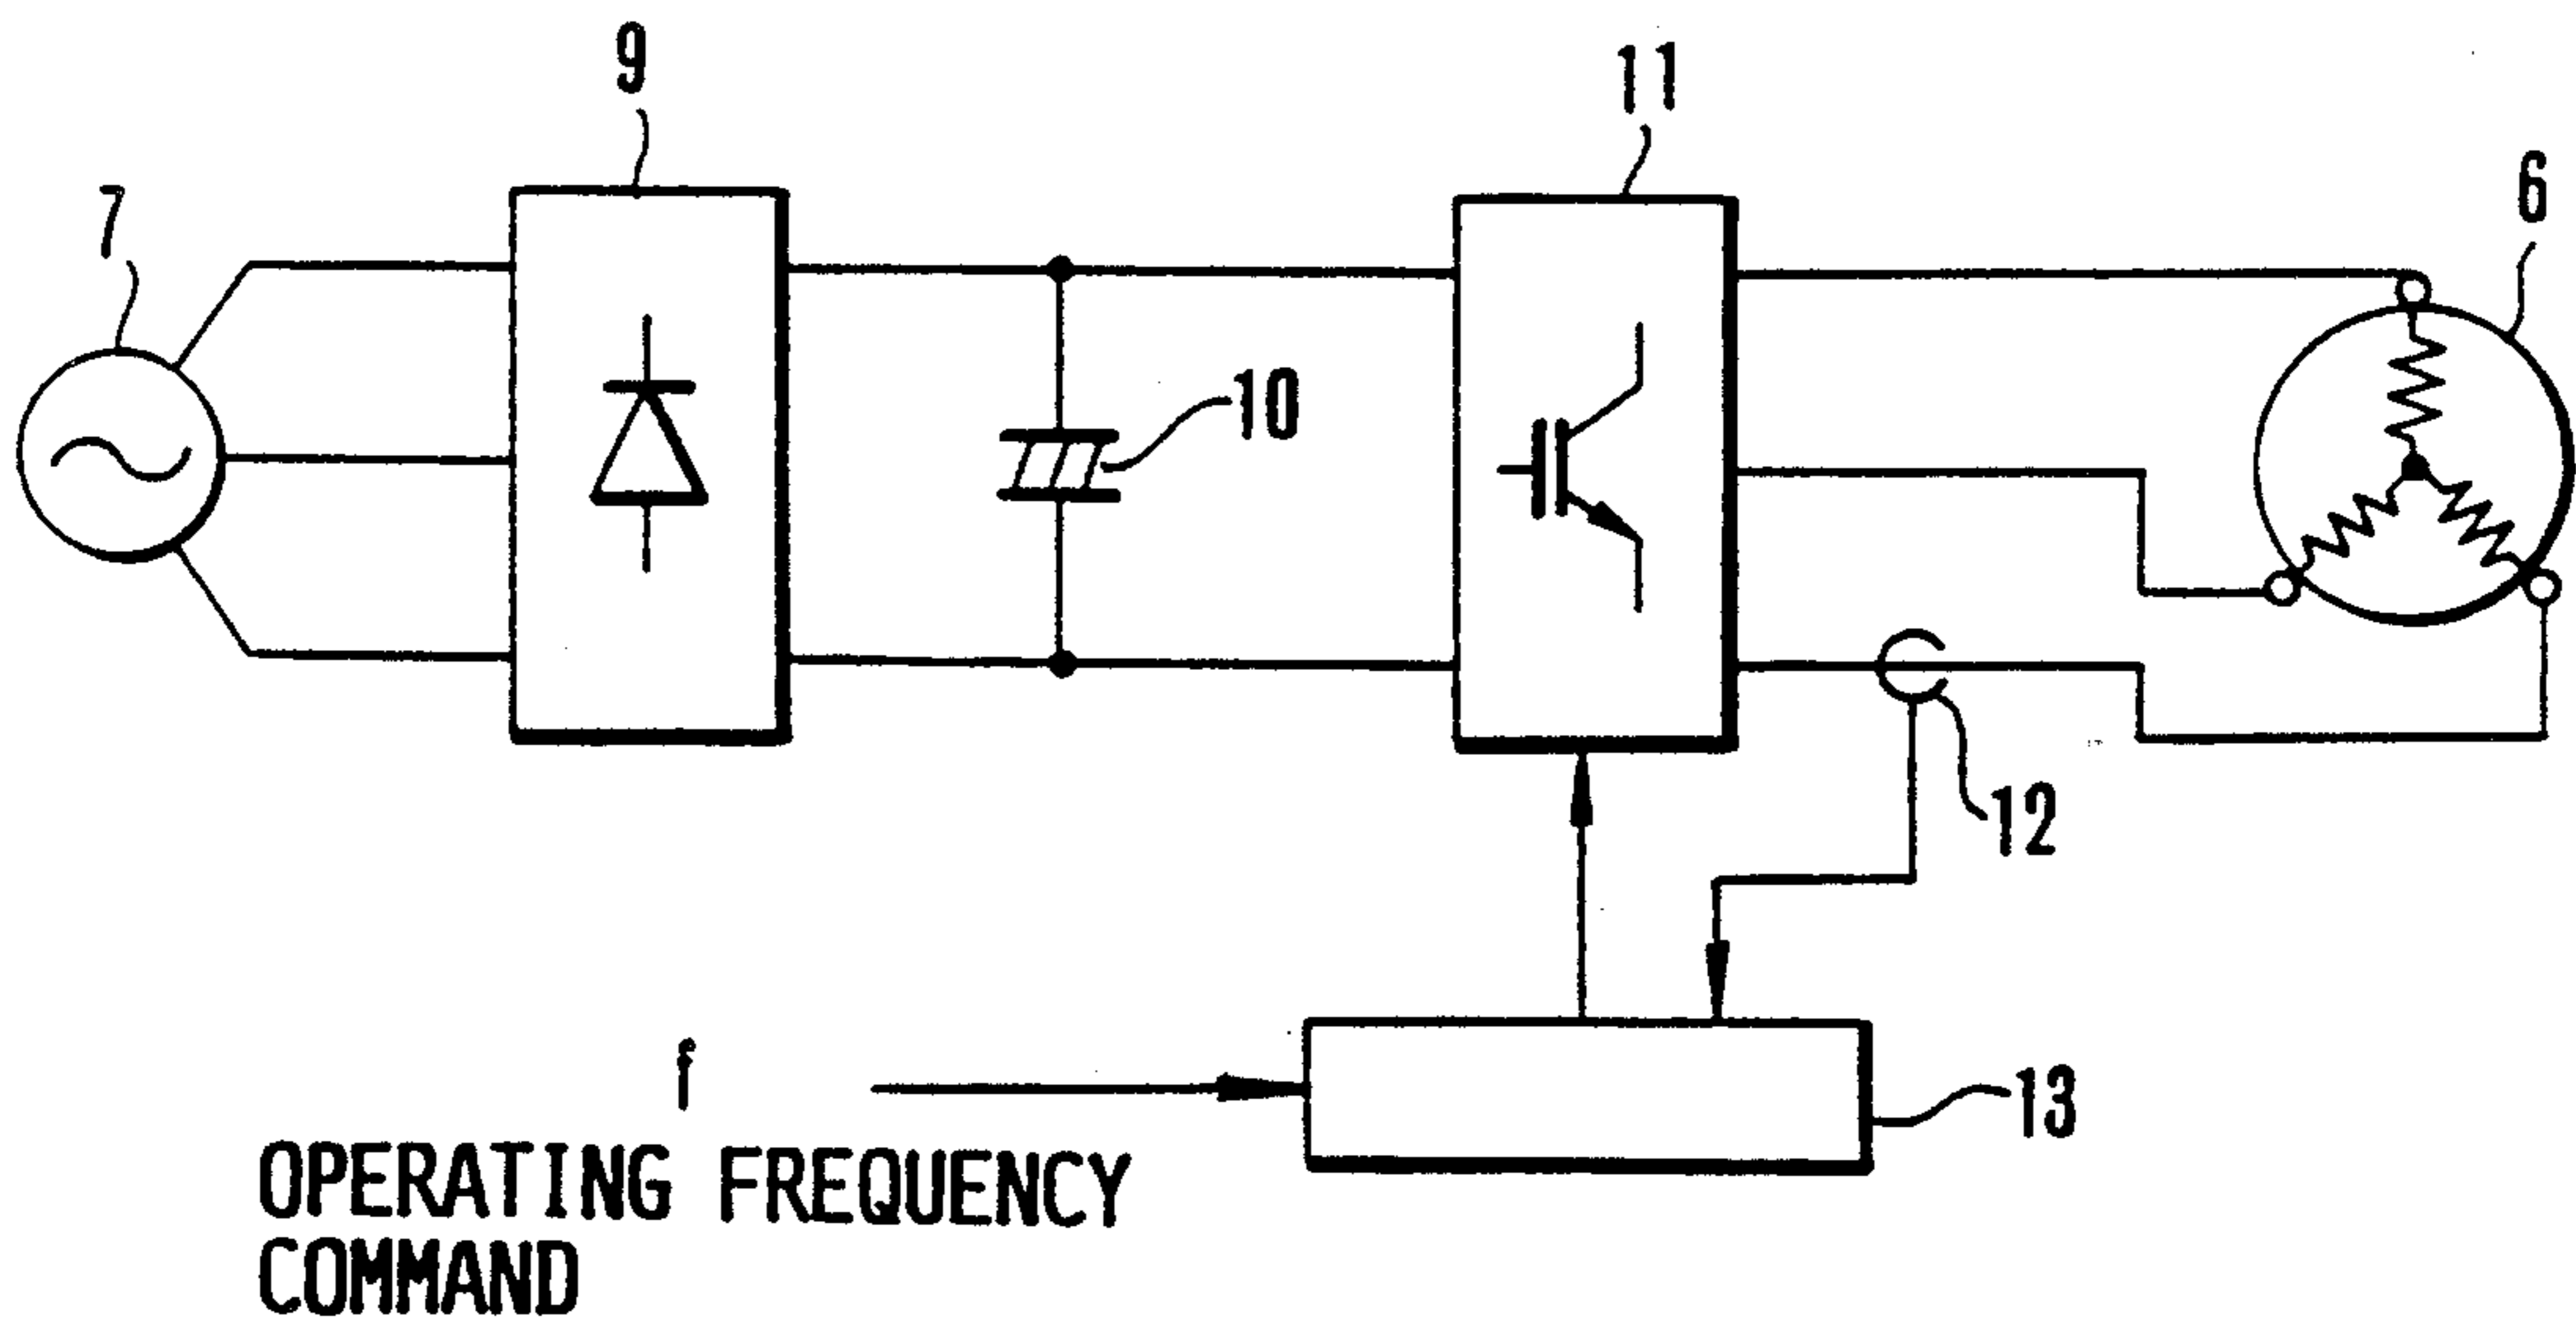 9
11
6
7
10
12
f
13
OPERATING FREQUENCY
COMMAND